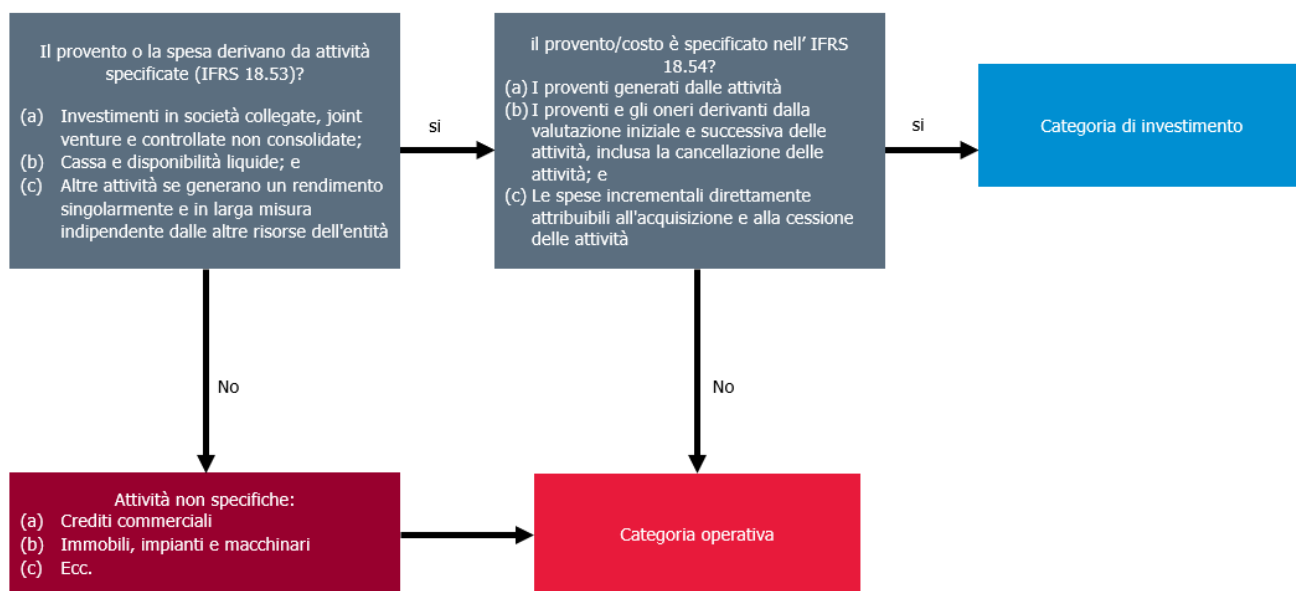 Il provento o la spesa derivano da attività
specificate (IFRS 18.53)?
(a) Investimenti in società collegate, joint
venture e controllate non consolidate;
(b) Cassa e disponibilità liquide; e
(c) Altre attività se generano un rendimento
singolarmente e in larga misura
indipendente dalle altre risorse dell'entità
si
il provento/costo è specificato nell' IFRS
18.54?
(a) I proventi generati dalle attività
(b) I proventi e gli oneri derivanti dalla
valutazione iniziale e successiva delle
attività, inclusa la cancellazione delle
attività; e
(c) Le spese incrementali direttamente
attribuibili all'acquisizione e alla cessione
delle attività
si
Categoria di investimento
No
No
Attività non specifiche:
(a) Crediti commerciali
(b) Immobili, impianti e macchinari
(c) Ecc.
Categoria operativa